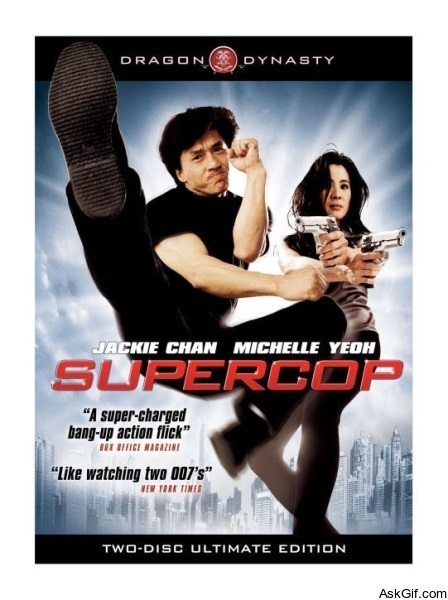 DRAGON DYNASTY
JACKIE CHAN MICHELLE YEOH
SUPERCOP
"A super-charged
bang-up action flick"
BOX OFFICE MAGAZINE
"Like watching two 007's"
NEW YORK TIMES
TWO-DISC ULTIMATE EDITION
AskGif.com